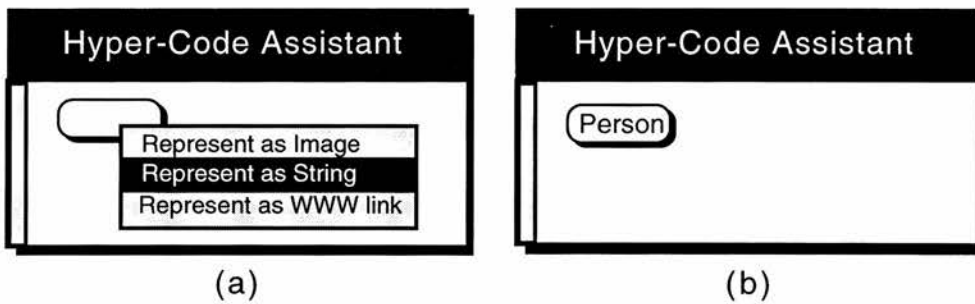 Hyper-Code Assistant
Represent as Image
Represent as String
Represent as WWW link
(a)
Hyper-Code Assistant
Person
(b)